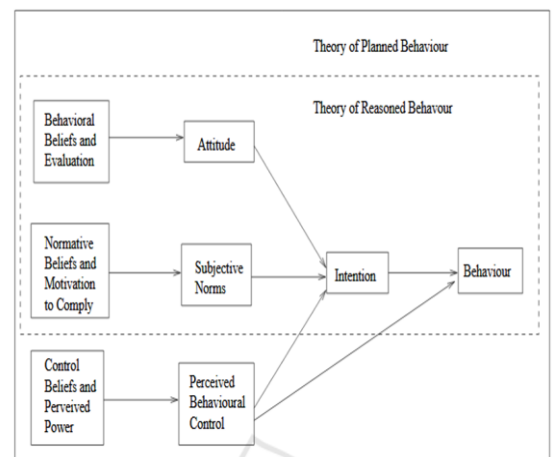 Theory of Planned Behaviour
Theory of Reasoned Behavour
Behavioral
Beliefs and
Evaluation
Attitude
Normative
Beliefs and
Motivation
to Comply
Subjective
Norms
Intention
Behaviour
Control
Beliefs and
Perveived
Power
Perceived
Behavioural
Control